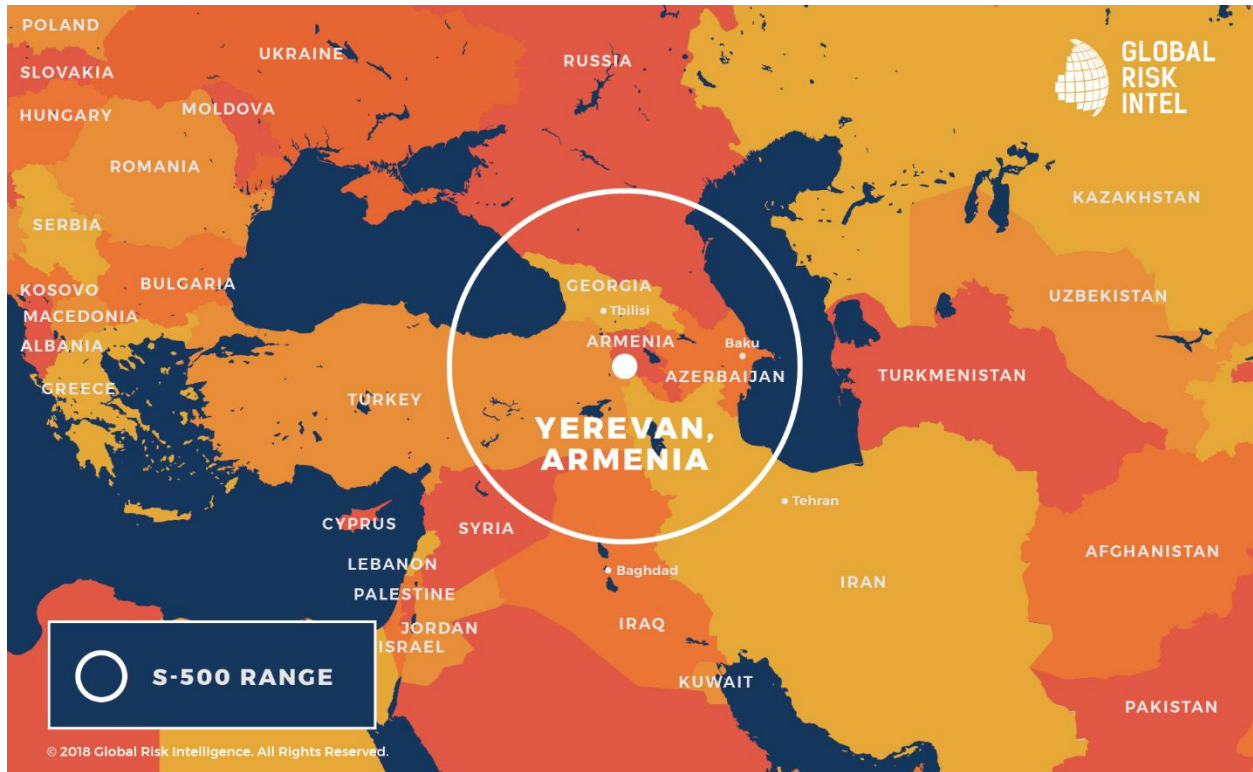 POLAND
UKRAINE
RUSSIA
GLOBAL
RISK
INTEL
SLOVAKIA
HUNGARY
MOLDOVA
ROMANIA
KAZAKHSTAN
SERBIA
KOSOVO
BULGARIA
GEORGIA
UZBEKISTAN
MACEDONIA
Tbilisi
ALBANIA
ARMENIA
Baku
GREECE
TURKEY
AZERBAIJAN
TURKMENISTAN
YEREVAN,
ARMENIA
Tehran
CYPRUS
SYRIA
AFGHANISTAN
LEBANON
Baghdad
IRAN
PALESTINE
JORDAN
IRAQ
ISRAEL
S-500 RANGE
KUWAIT
PAKISTAN
© 2018 Global Risk Intelligence. All Rights Reserved.